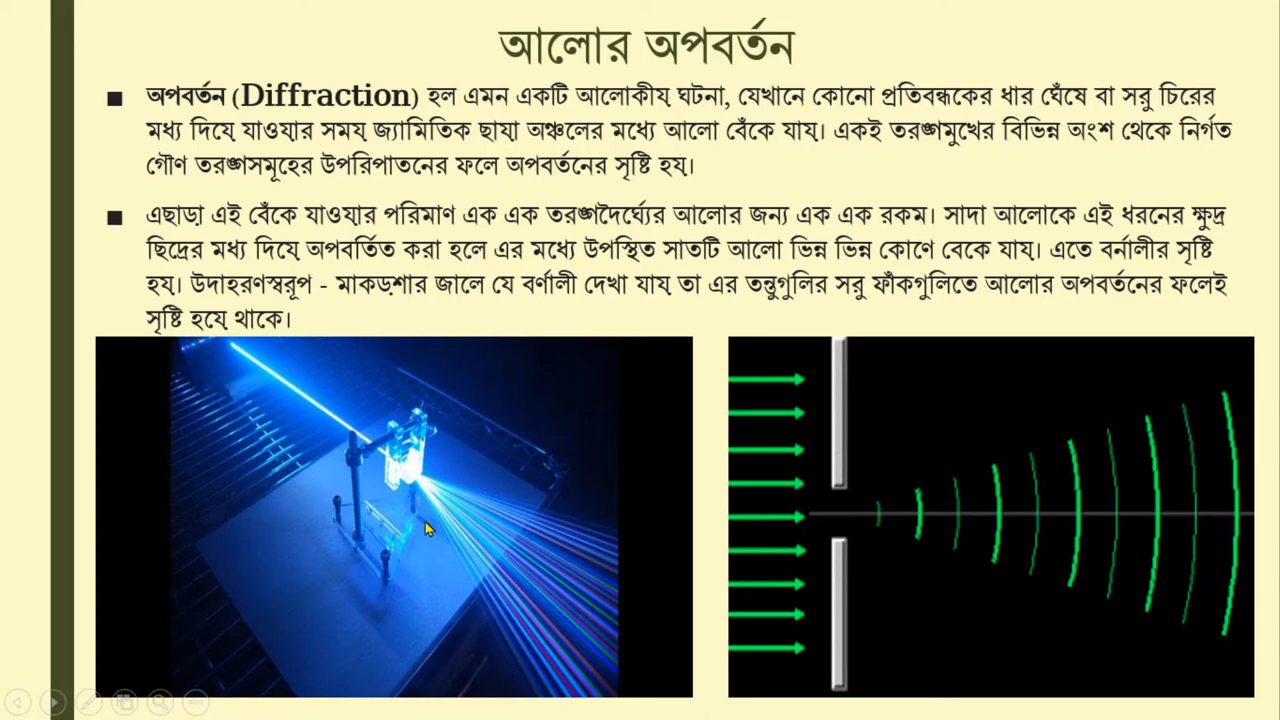 আলোর অপবর্তন
■ অপবর্তন (Diffraction) হল এমন একটি আলোকীয় ঘটনা, যেখানে কোনো প্রতিবন্ধকের ধার ঘেঁষে বা সরু চিরের
মধ্য দিয়ে যাওয়ার সময় জ্যামিতিক ছায়া অঞ্চলের মধ্যে আলো বেঁকে যায়। একই তরঙ্গমুখের বিভিন্ন অংশ থেকে নির্গত
গৌণ তরঙ্গসমূহের উপরিপাতনের ফলে অপবর্তনের সৃষ্টি হয়।
■ এছাড়া এই বেঁকে যাওয়ার পরিমাণ এক এক তরঙ্গদৈর্ঘ্যের আলোর জন্য এক এক রকম। সাদা আলোকে এই ধরনের ক্ষুদ্র
ছিদ্রের মধ্য দিয়ে অপবর্তিত করা হলে এর মধ্যে উপস্থিত সাতটি আলো ভিন্ন ভিন্ন কোণে বেকে যায়। এতে বর্নালীর সৃষ্টি
হয়। উদাহরণস্বরূপ - মাকড়শার জালে যে বর্ণালী দেখা যায় তা এর তন্তুগুলির সরু ফাঁকগুলিতে আলোর অপবর্তনের ফলেই
সৃষ্টি হয়ে থাকে।